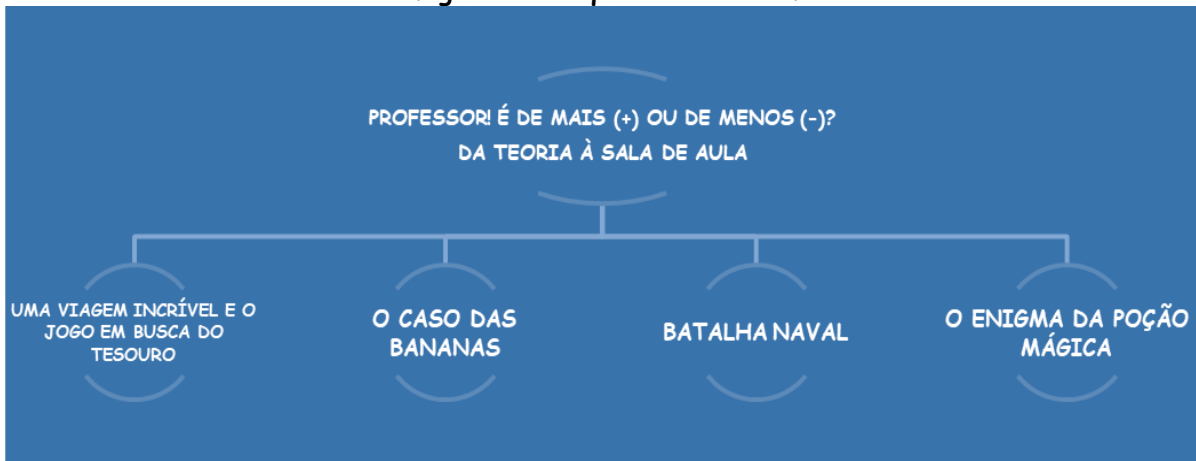 PROFESSOR! É DE MAIS (+) OU DE MENOS (-)?
DA TEORIA À SALA DE AULA
UMA VIAGEM INCRÍVEL E O
JOGO EM BUSCA DO
TESOURO
O CASO DAS
BANANAS
BATALHA NAVAL
O ENIGMA DA POÇÃO
MÁGICA